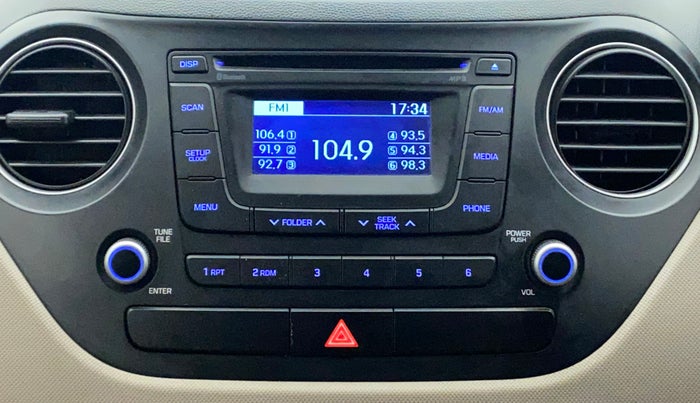 DISP
Bluetooth
MP3
SCAN
FM1 17:34
FM/AM
106.4 1 4 93.5
91.9 2 104.9 5 94.3
92.7 3 6 98.3
SETUP
CLOCK
MEDIA
MENU
FOLDER
SEEK
TRACK
PHONE
TUNE
FILE
POWER
PUSH
1 RPT
2 RDM
3
4
5
6
ENTER
VOL